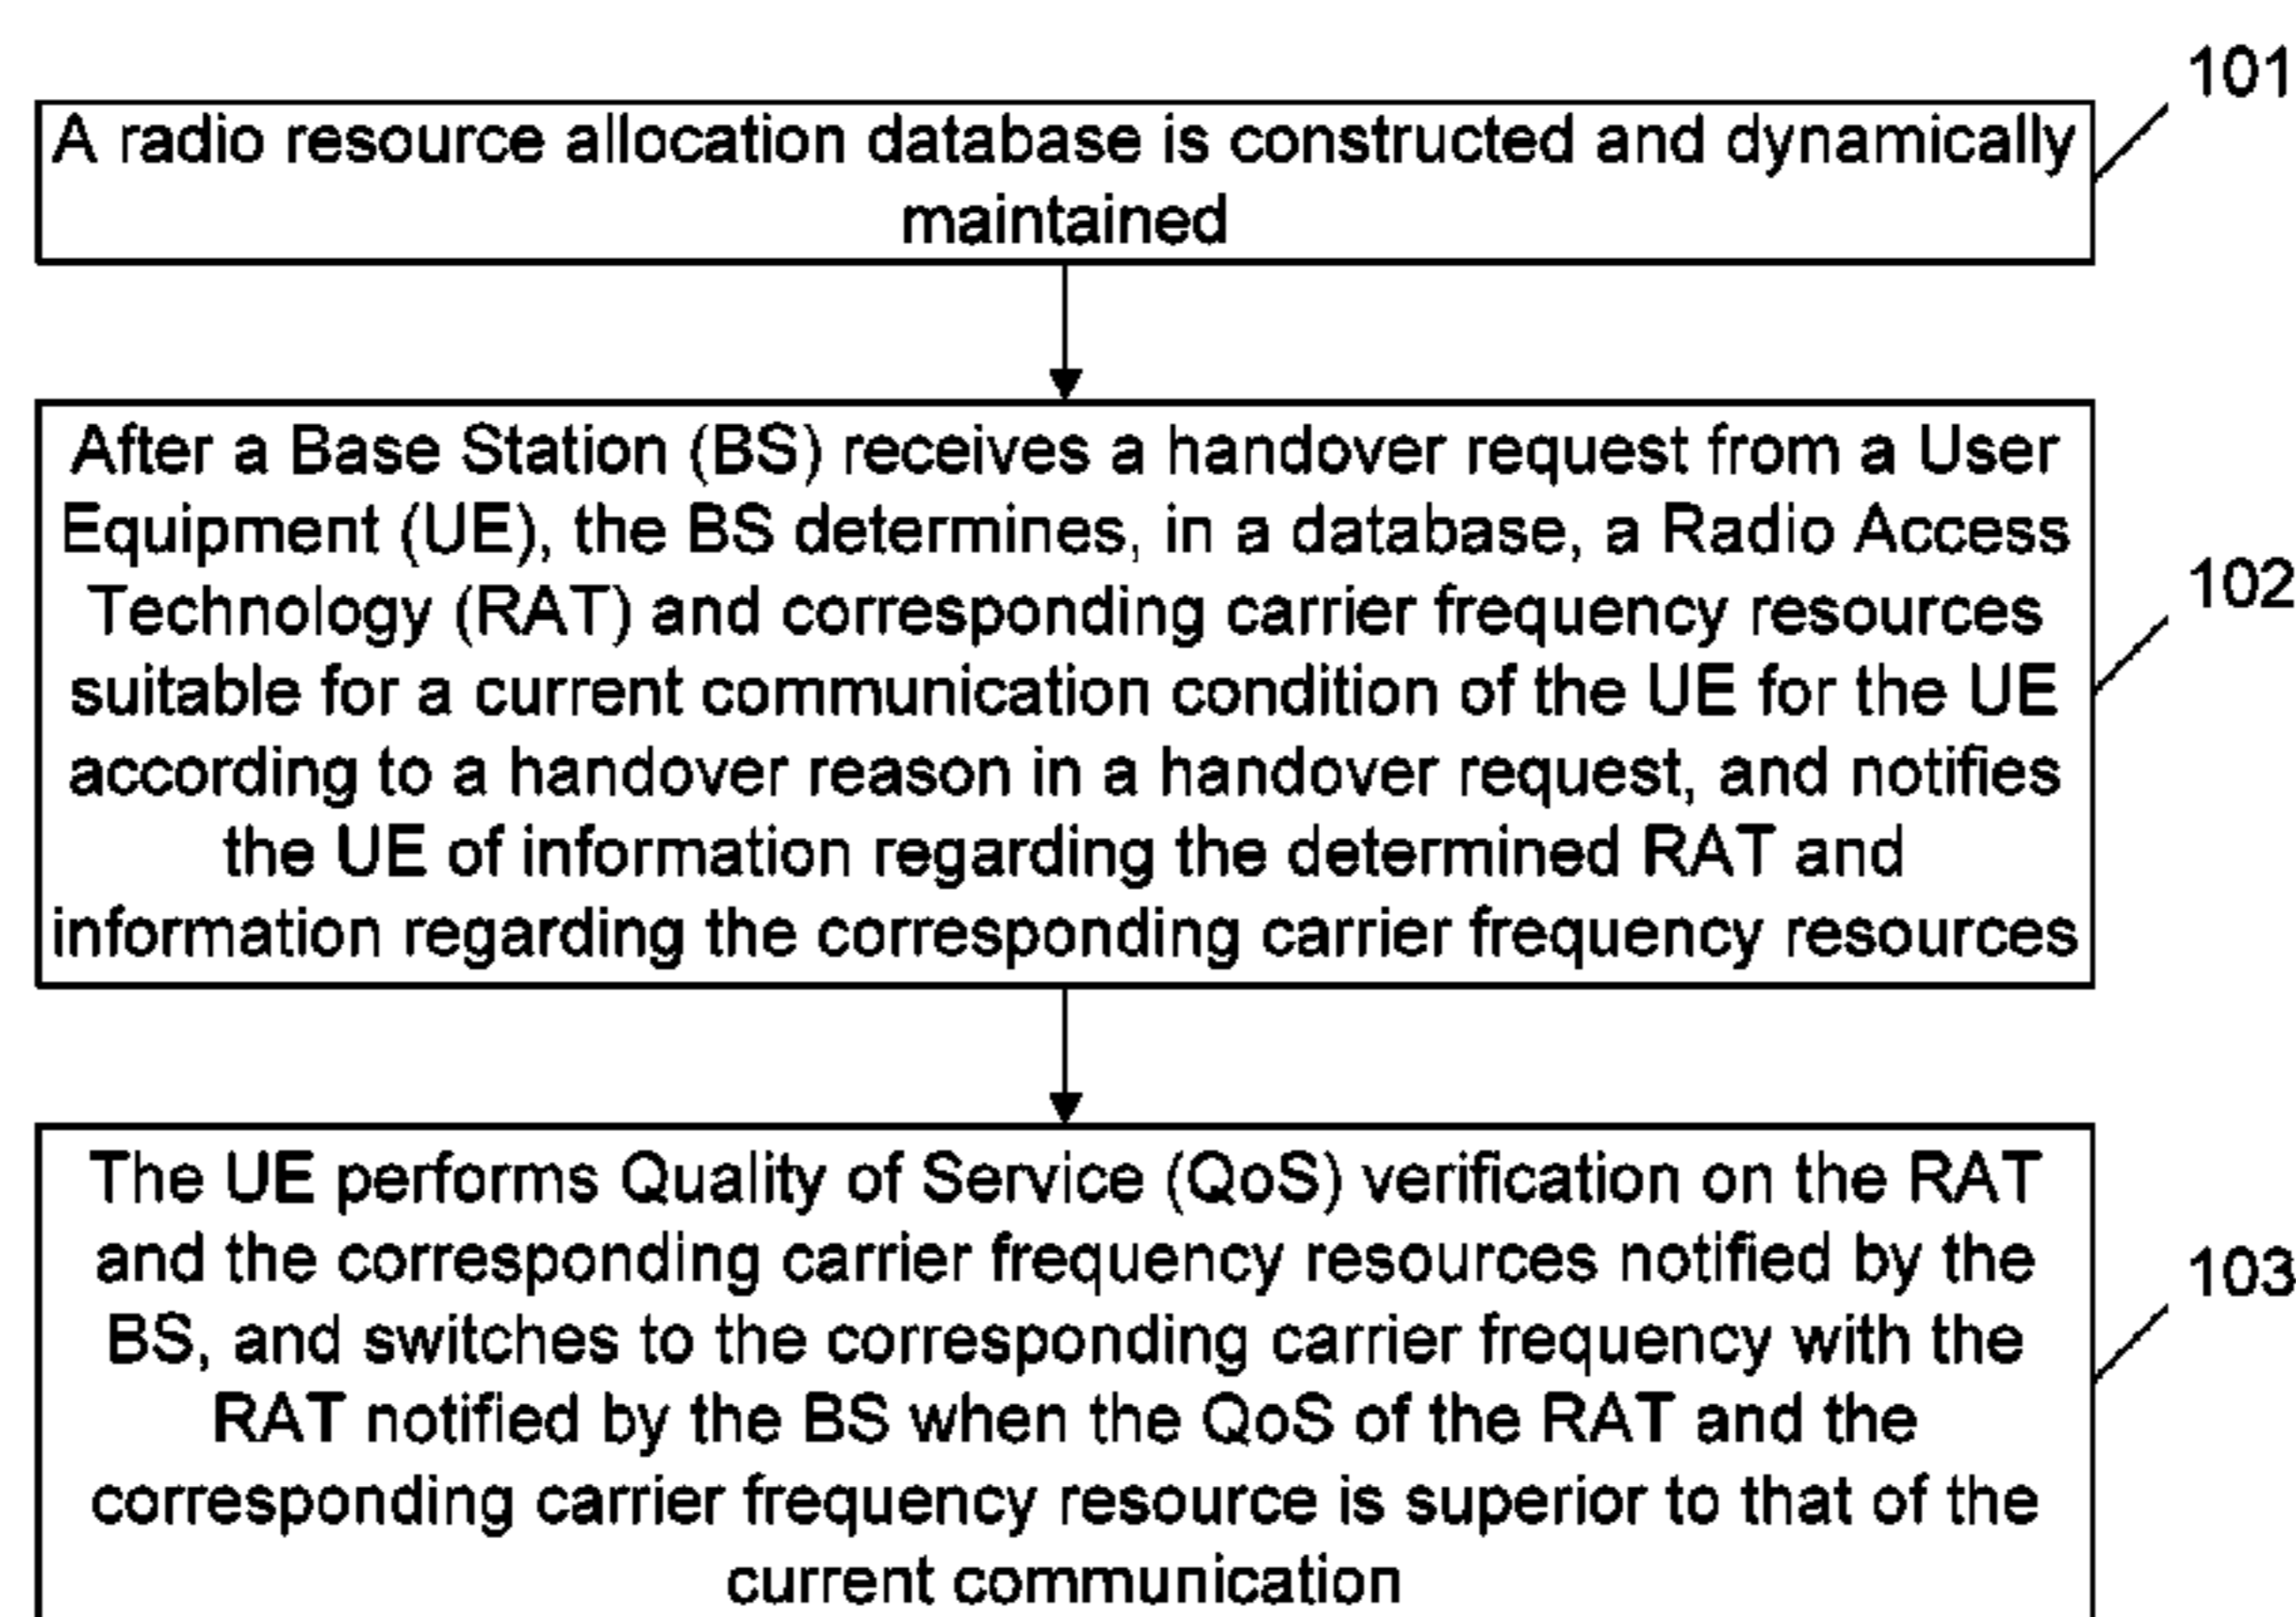 101
A radio resource allocation database is constructed and dynamically
maintained
After a Base Station (BS) receives a handover request from a User
Equipment (UE), the BS determines, in a database, a Radio Access
Technology (RAT) and corresponding carrier frequency resources
suitable for a current communication condition of the UE for the UE
according to a handover reason in a handover request, and notifies
the UE of information regarding the determined RAT and
information regarding the corresponding carrier frequency resources
102
The UE performs Quality of Service (QoS) verification on the RAT
and the corresponding carrier frequency resources notified by the
BS, and switches to the corresponding carrier frequency with the
RAT notified by the BS when the QoS of the RAT and the
corresponding carrier frequency resource is superior to that of the
current communication
103